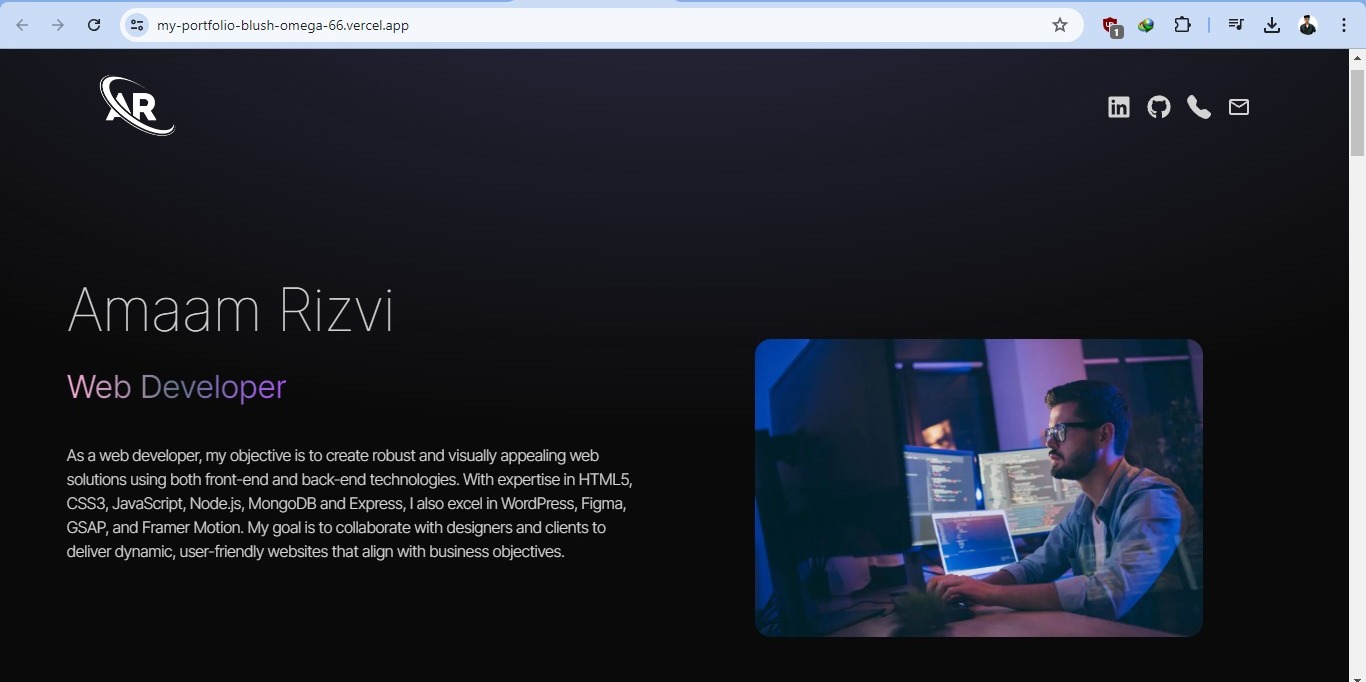 my-portfolio-blush-omega-66.vercel.app
1
AR
in
Amaam Rizvi
Web Developer
As a web developer, my objective is to create robust and visually appealing web
solutions using both front-end and back-end technologies. With expertise in HTML5,
CSS3, JavaScript, Node.js, MongoDB and Express, I also excel in WordPress, Figma,
GSAP, and Framer Motion. My goal is to collaborate with designers and clients to
deliver dynamic, user-friendly websites that align with business objectives.